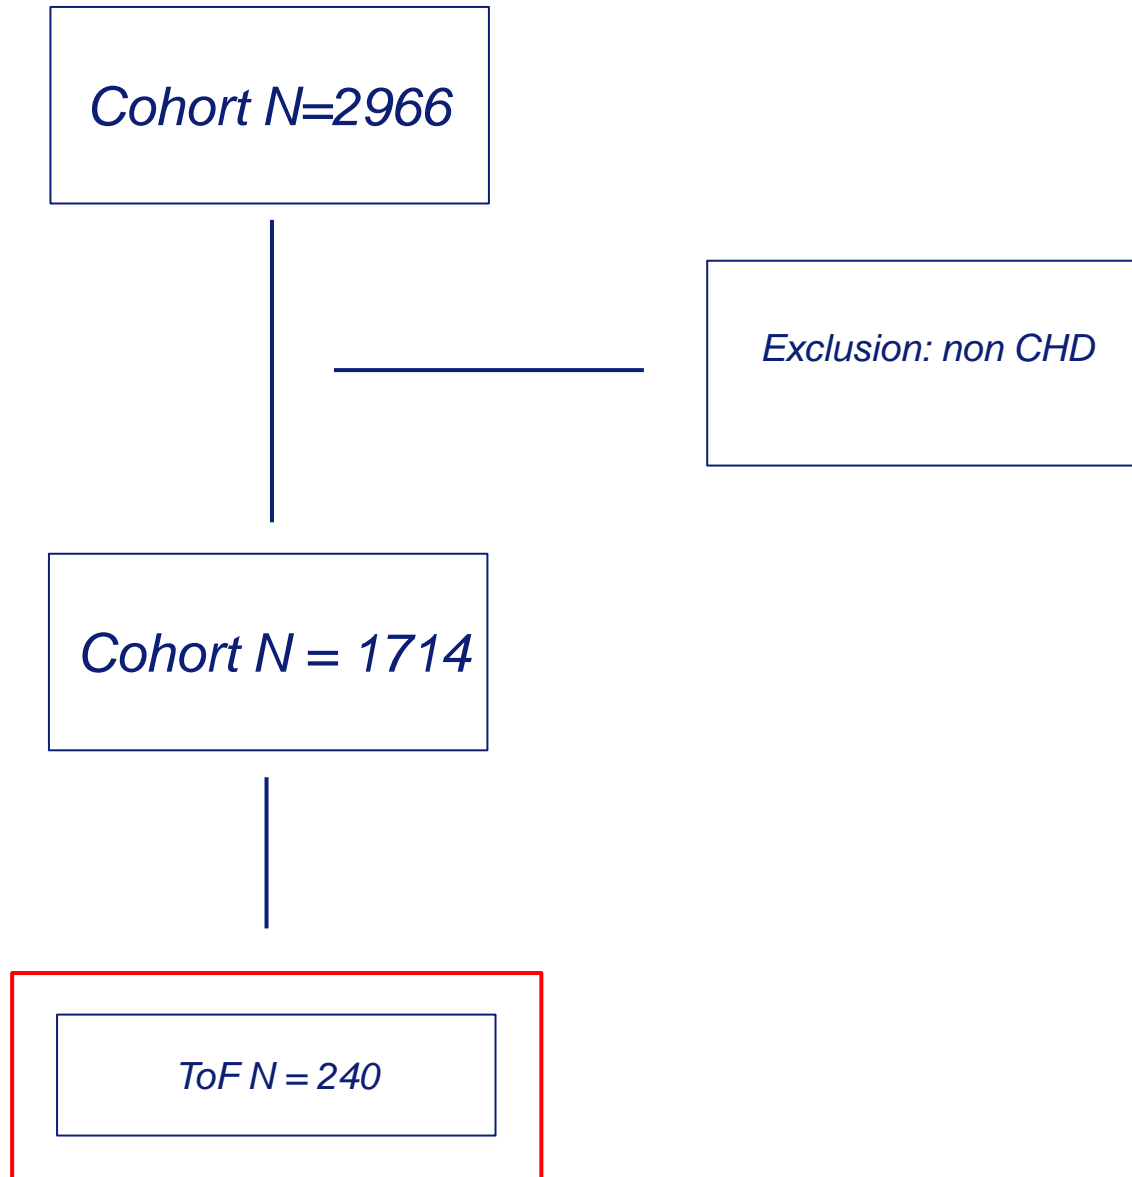 Cohort N=2966
Exclusion: non CHD
Cohort N = 1714
ToF N = 240